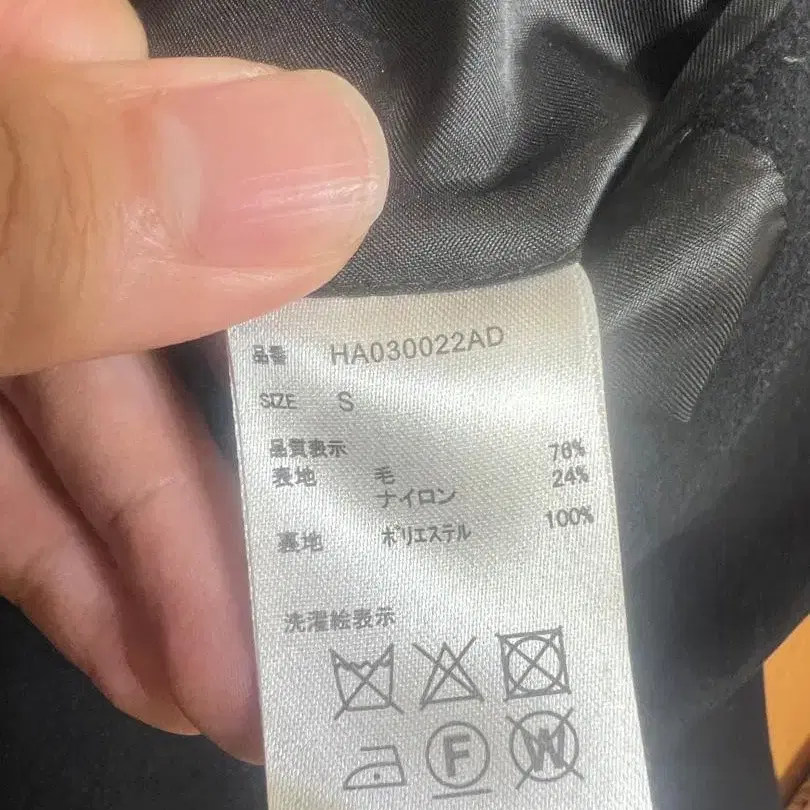 品番 HA030022AD
SIZE S
品質表示
表地 毛 76%
ナイロン 24%
裏地 ポリエステル 100%
洗濯絵表示
F W